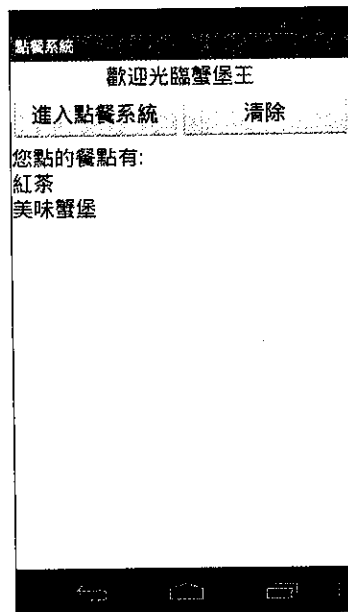 點餐系統
歡迎光臨蟹堡王
進入點餐系統 清除
您點的餐點有:
紅茶
美味蟹堡